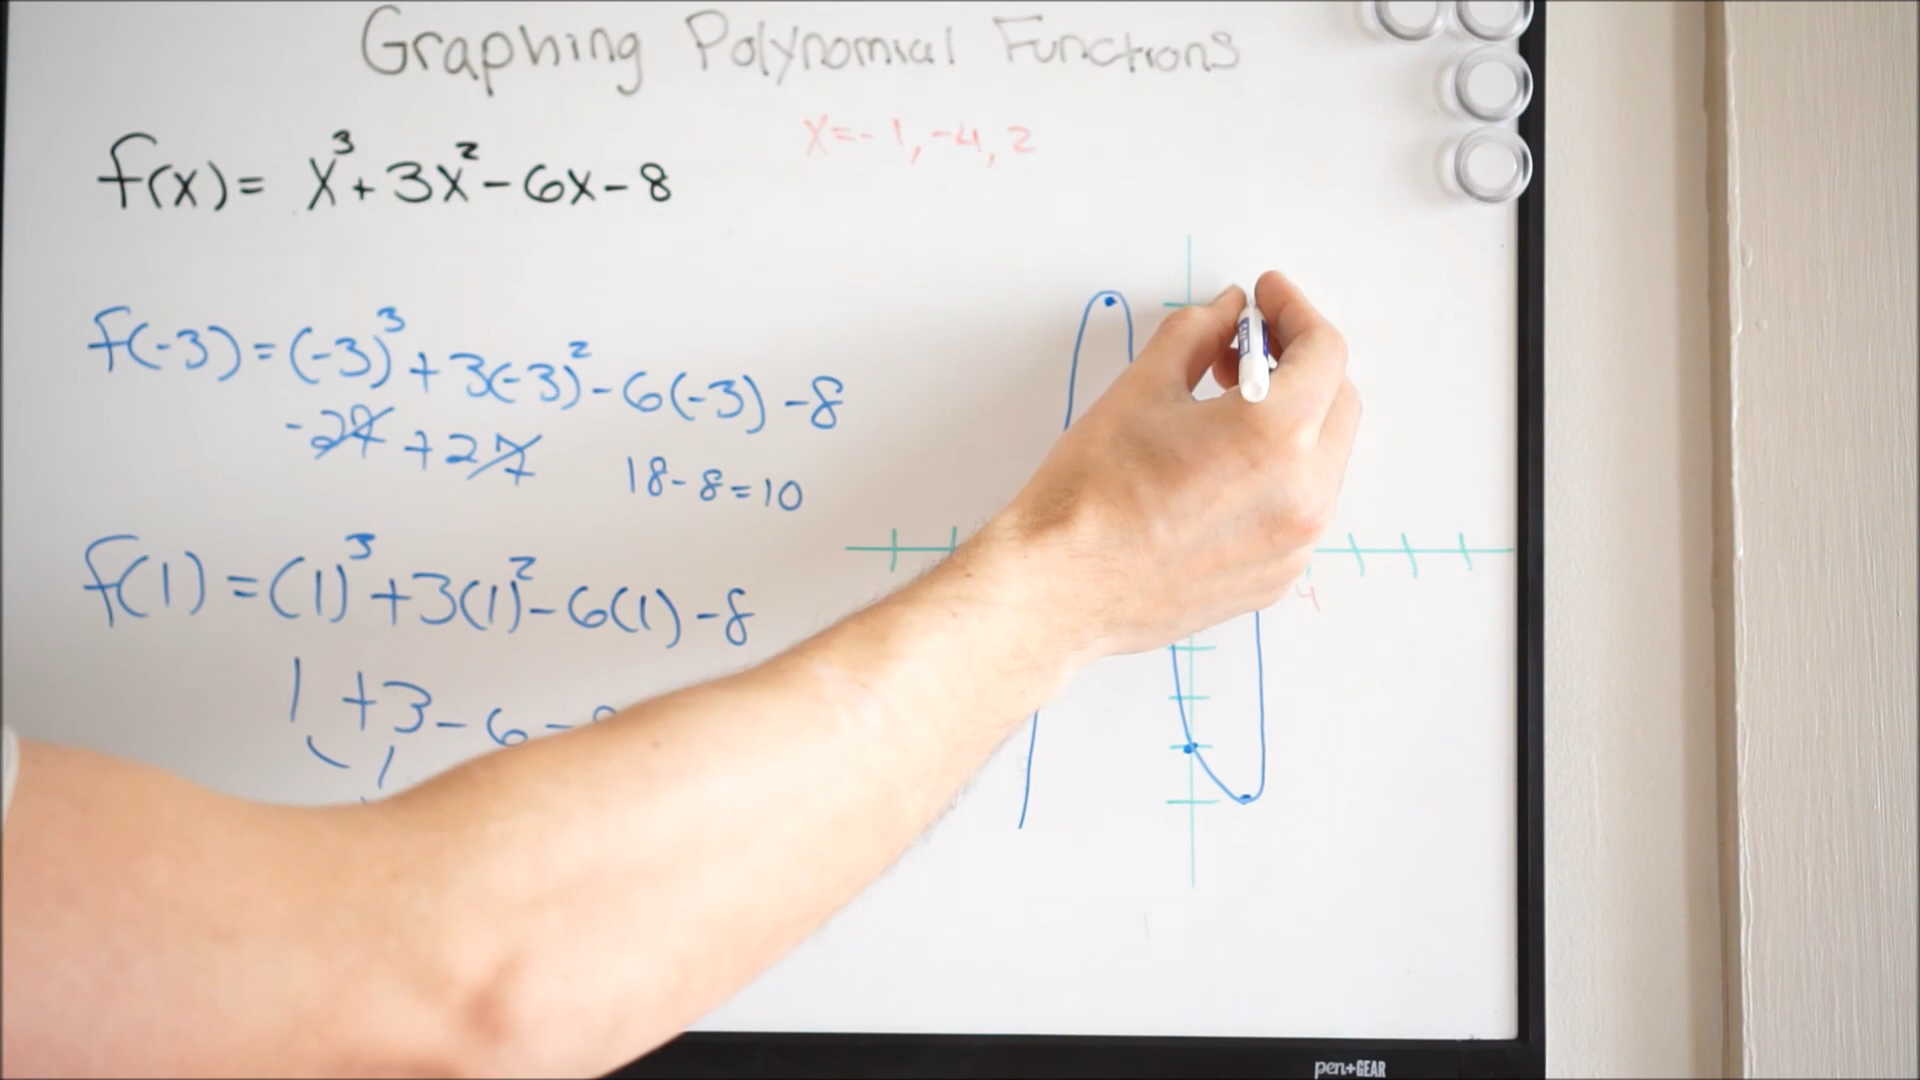 Graphing Polynomial Functions
x=-1,-4,2
f(x)= x³+3x²-6x-8
f(-3)=(-3)³+3(-3)²-6(-3)-8
-27+27 18-8=10
f(1)=(1)³+3(1)²-6(1)-8
1+3-6-
4
pen+GEAR